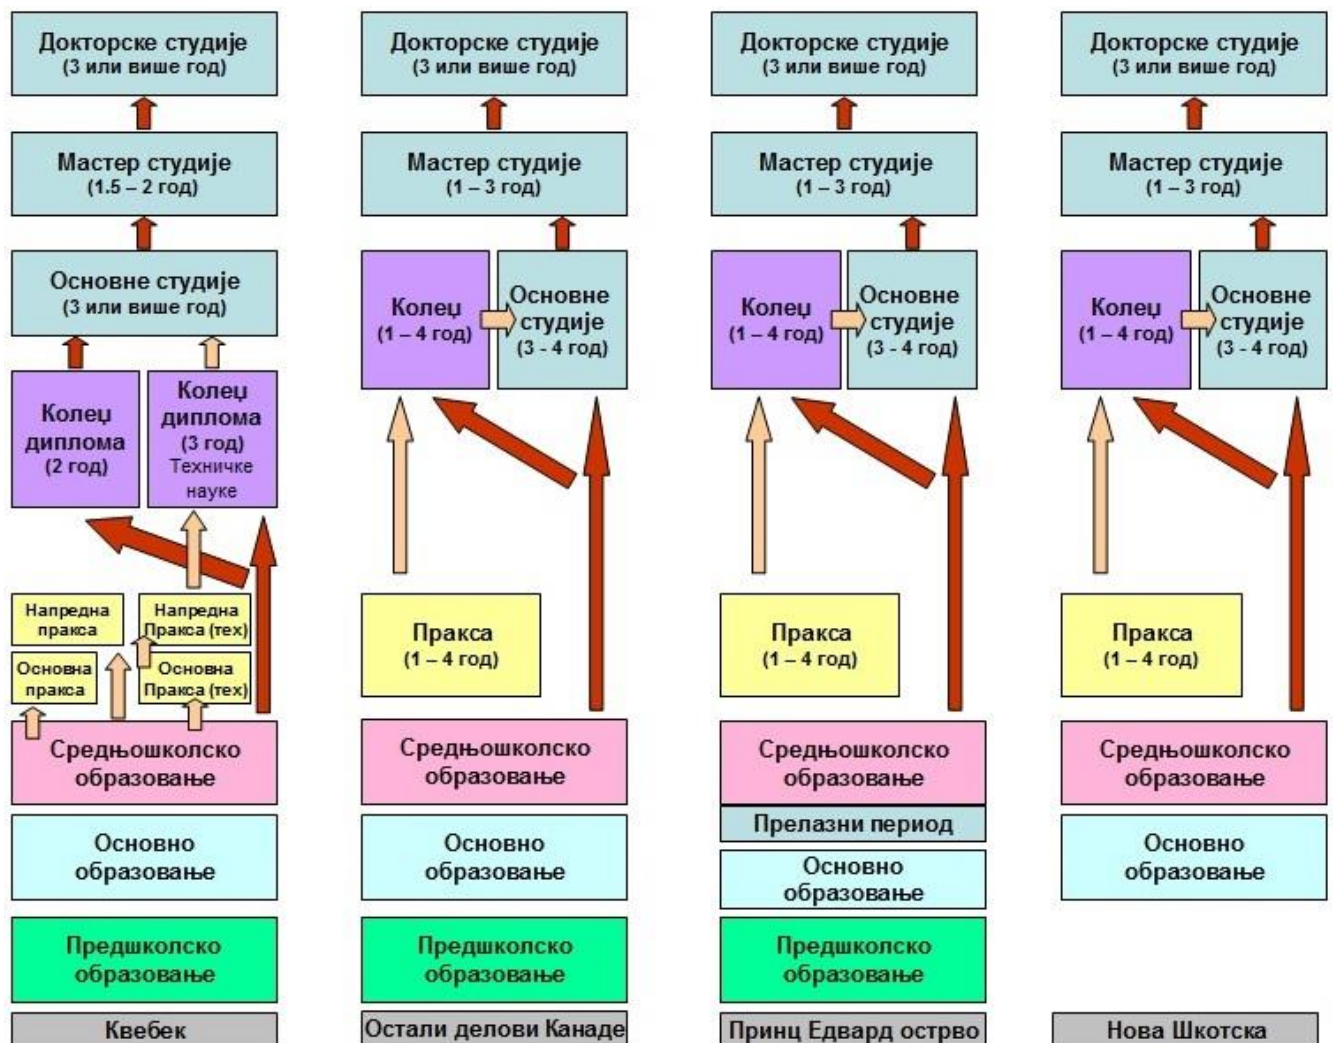 Докторске студије
(3 или више год)
Мастер студије
(1.5 – 2 год)
Основне студије
(3 или више год)
Колец
диплома
(2 год)
Колец
диплома
(3 год)
Техничке
науке
Напредна
пракса
Напредна
Пракса (тех)
Основна
пракса
Основна
Пракса (тех)
Средњошколско
образовање
Основно
образовање
Предшколско
образовање
Квебек
Докторске студије
(3 или више год)
Мастер студије
(1 – 3 год)
Колец
(1 – 4 год)
Основне
студије
(3 - 4 год)
Пракса
(1 – 4 год)
Средњошколско
образовање
Основно
образовање
Предшколско
образовање
Остали делови Канаде
Докторске студије
(3 или више год)
Мастер студије
(1 – 3 год)
Колец
(1 – 4 год)
Основне
студије
(3 - 4 год)
Пракса
(1 – 4 год)
Средњошколско
образовање
Прелазни период
Основно
образовање
Предшколско
образовање
Принц Едвард острво
Докторске студије
(3 или више год)
Мастер студије
(1 – 3 год)
Колец
(1 – 4 год)
Основне
студије
(3 - 4 год)
Пракса
(1 – 4 год)
Средњошколско
образовање
Основно
образовање
Нова Шкотска